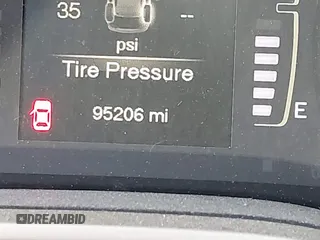 35 --
psi
Tire Pressure
95206 mi
E
DREAMBID